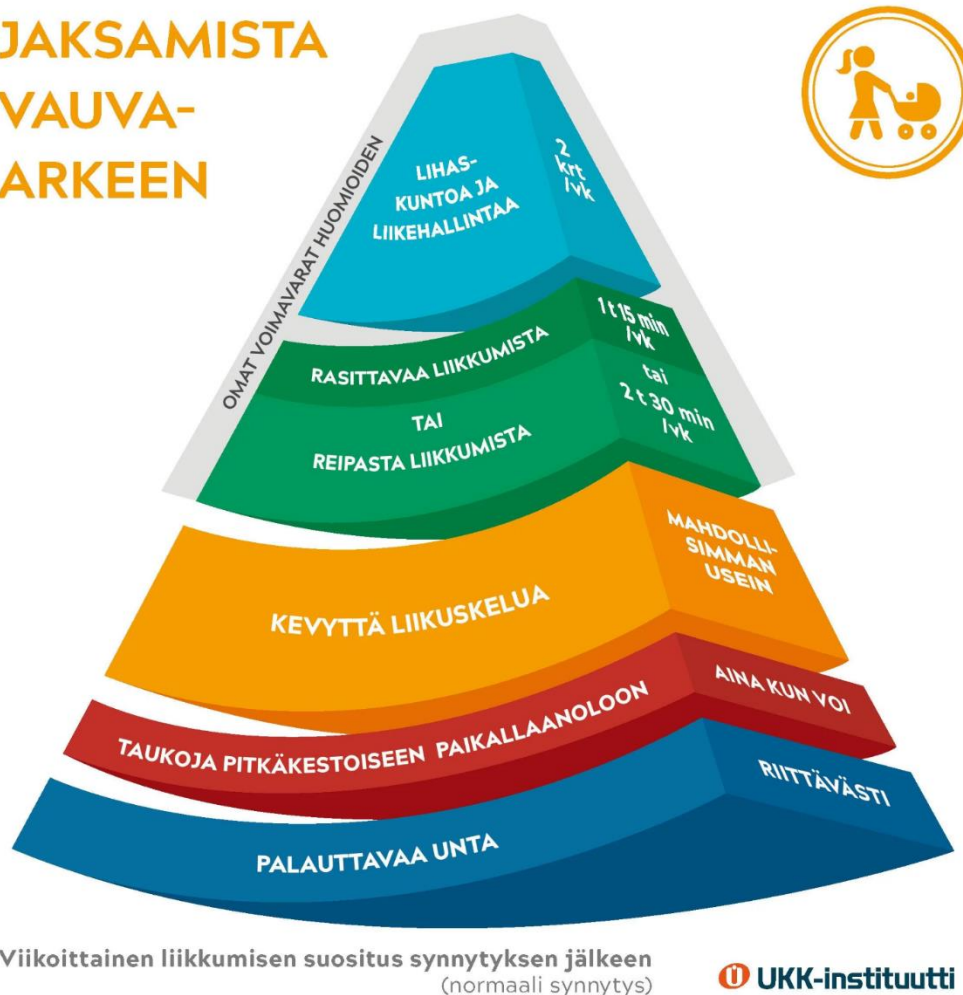 JAKSAMISTA
VAUVA-
ARKEEN
OMAT VOIMAVARAT HUOMIOIDEN
LIHAS-
KUNTOA JA
LIIKEHALLINTAA
2
krt
/vk
RASITTAVAA LIIKKUMISTA
1 t 15 min
/vk
TAI
tai
REIPASTA LIIKKUMISTA
2 t 30 min
/vk
KEVYTTÄ LIIKUSKELUA
MAHDOLLI-
SIMMAN
USEIN
TAUKOJA PITKÄKESTOISEEN PAIKALLAANOLOON
AINA KUN VOI
PALAUTTAVAA UNTA
RIITTÄVÄSTI
Viikoittainen liikkumisen suositus synnytyksen jälkeen
(normaali synnytys)
UKK-instituutti